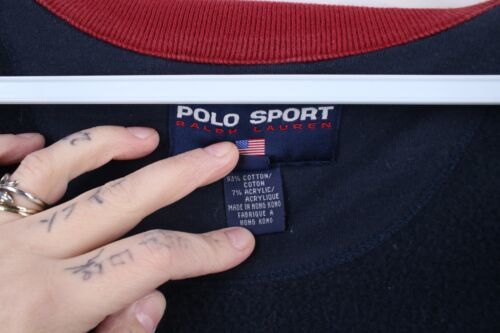 POLO SPORT
RALPH LAUREN
93% COTTON/
COTON
7% ACRYLIC/
ACRYLIQUE
MADE IN HONG KONG
FABRIQUE A
HONG KONG